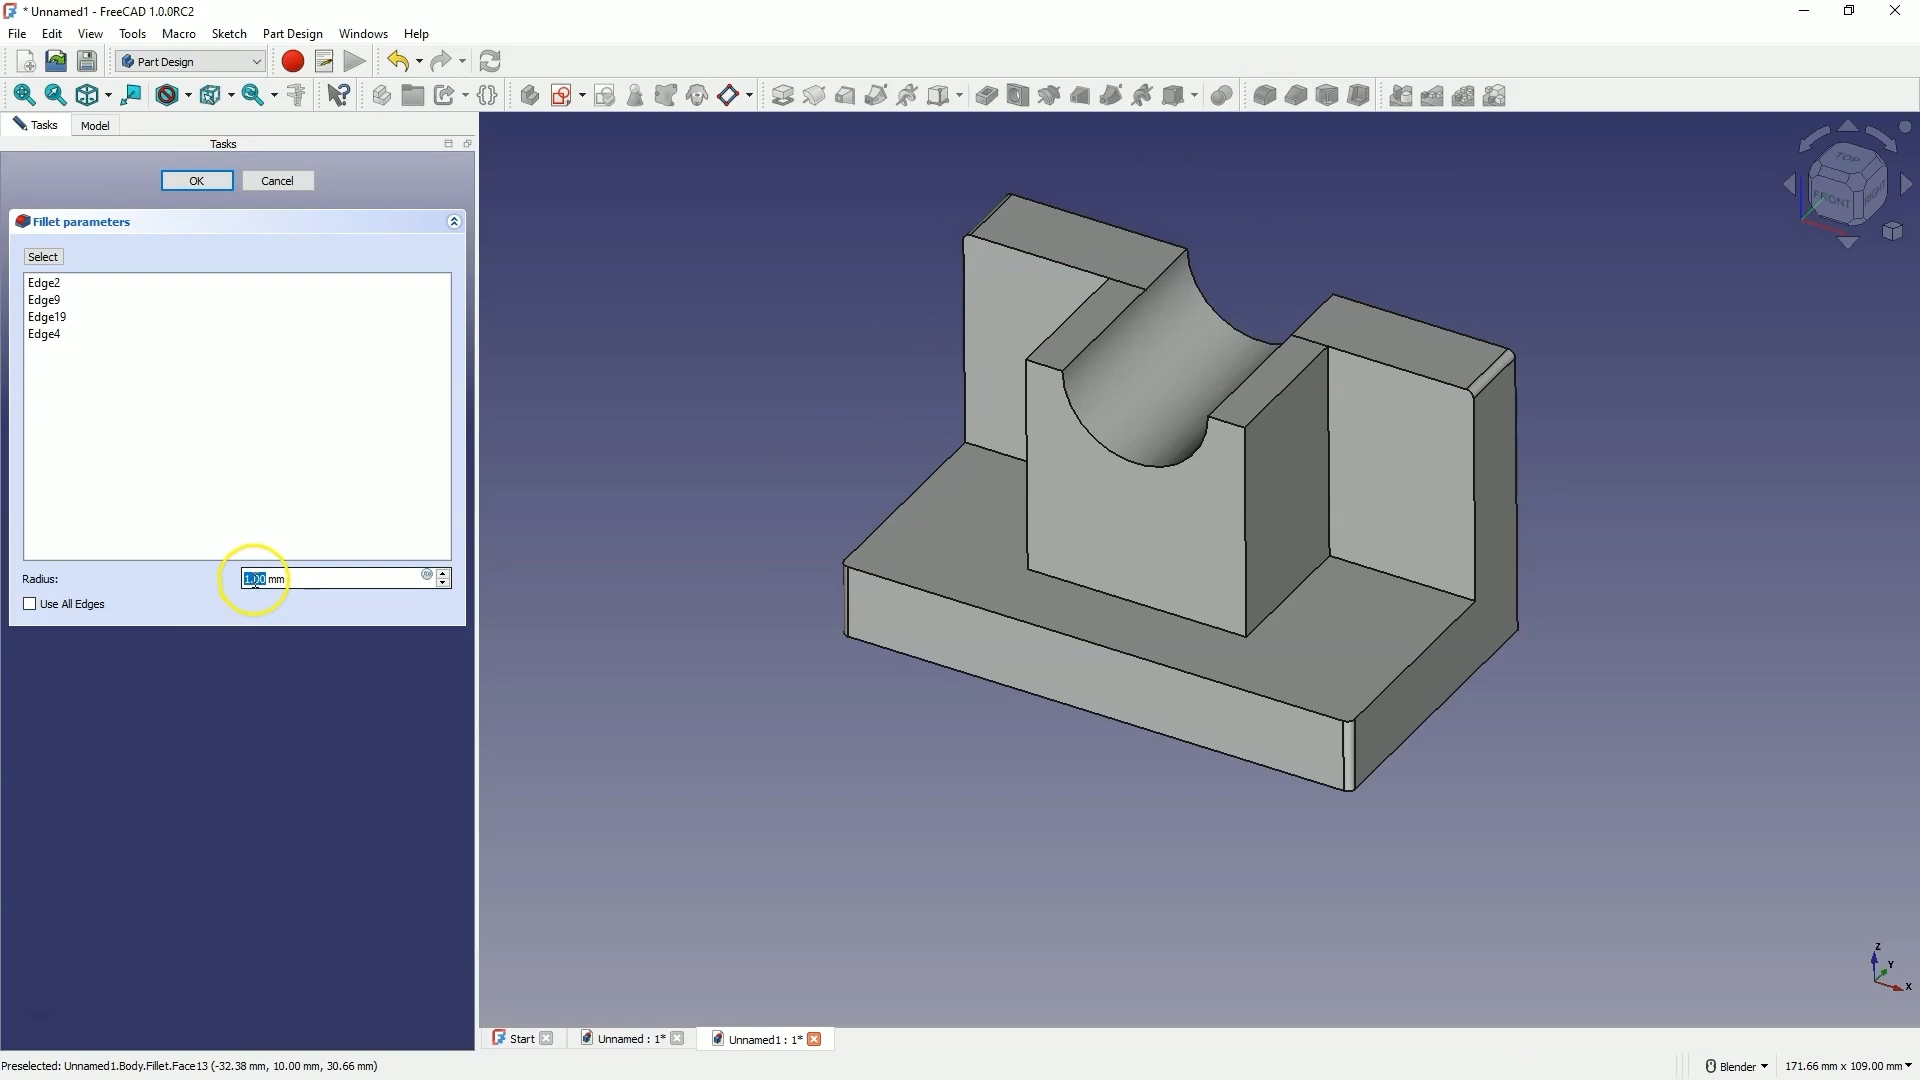 * Unnamed1 - FreeCAD 1.0.0RC2
File Edit View Tools Macro Sketch Part Design Windows Help
Part Design
Tasks Model
Tasks
OK Cancel
Fillet parameters
Select
Edge2
Edge9
Edge19
Edge4
Radius: 1.00 mm
Use All Edges
TOP
FRONT RIGHT
Z
Y
X
Start Unnamed : 1* Unnamed1 : 1*
Preselected: Unnamed1.Body.Fillet.Face13 (-32.38 mm, 10.00 mm, 30.66 mm) Blender 171.66 mm x 109.00 mm